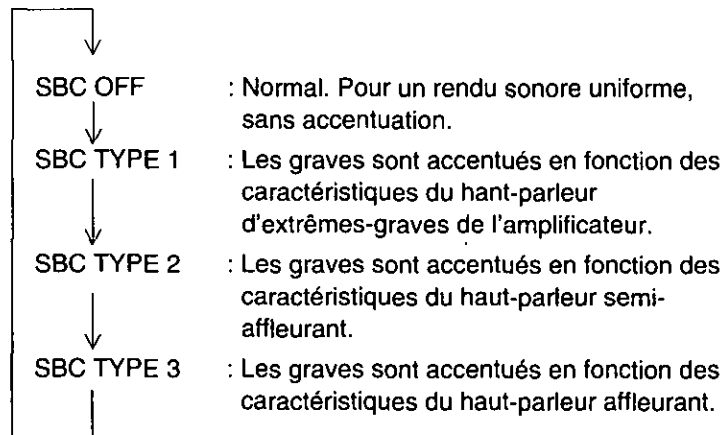 SBC OFF : Normal. Pour un rendu sonore uniforme,
sans accentuation.
SBC TYPE 1 : Les graves sont accentués en fonction des
caractéristiques du hant-parleur
d'extrêmes-graves de l'amplificateur.
SBC TYPE 2 : Les graves sont accentués en fonction des
caractéristiques du haut-parleur semi-
affleurant.
SBC TYPE 3 : Les graves sont accentués en fonction des
caractéristiques du haut-parleur affleurant.